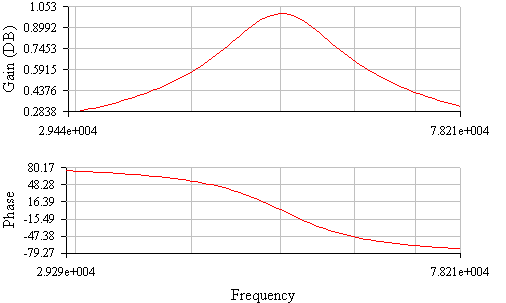 1.053
0.8992
0.7453
0.5915
0.4376
0.2838
Gain (DB)
2.944e+004 7.821e+004
80.17
48.28
16.39
-15.49
-47.38
-79.27
Phase
2.929e+004 7.821e+004
Frequency